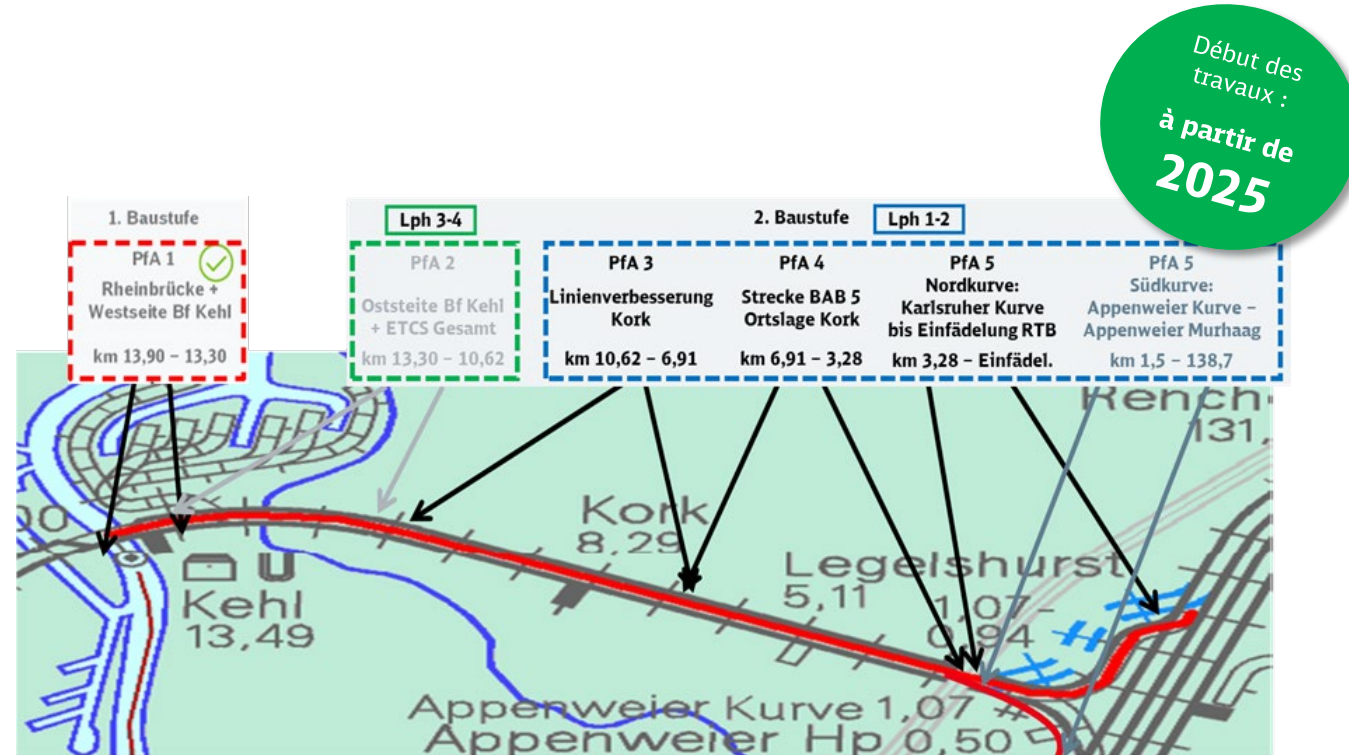 Début des
travaux :
à partir de
2025
1. Baustufe
Lph 3-4
2. Baustufe
Lph 1-2
PfA 1
Rheinbrücke +
Westseite Bf Kehl
km 13,90 – 13,30
PfA 2
Oststeite Bf Kehl
+ ETCS Gesamt
km 13,30 – 10,62
PfA 3
Linienverbesserung
Kork
km 10,62 – 6,91
PfA 4
Strecke BAB 5
Ortslage Kork
km 6,91 – 3,28
PfA 5
Nordkurve:
Karlsruher Kurve
bis Einfädelung RTB
km 3,28 – Einfädel.
PfA 5
Südkurve:
Appenweier Kurve –
Appenweier Murhaag
km 1,5 – 138,7
Rench-
131,
Kork
8,29
Legelshurst
5,11
1,07-
0,94
Kehl
13,49
Appenweier Kurve 1,07
Appenweier Hp 0,50